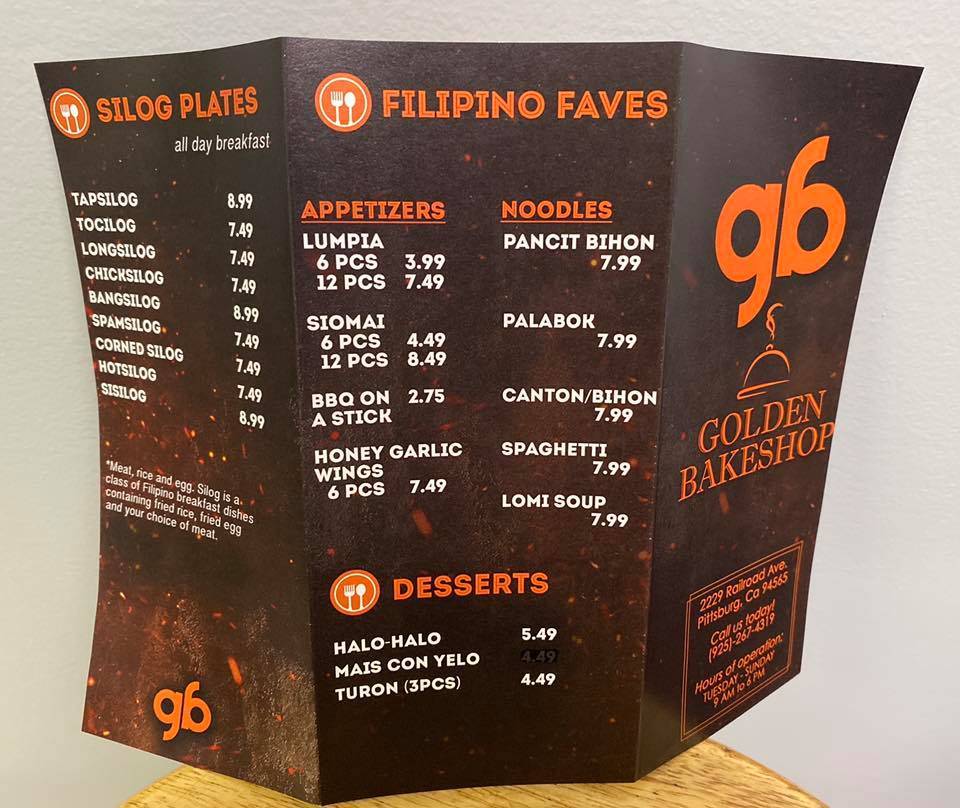 SILOG PLATES
all day breakfast
TAPSILOG 8.99
TOCILOG 7.49
LONGSILOG 7.49
CHICKSILOG 7.49
BANGSILOG 8.99
SPAMSILOG 7.49
CORNED SILOG 7.49
HOTSILOG 7.49
SISILOG 8.99
*Meat, rice and egg. Silog is a
class of Filipino breakfast dishes
containing fried rice, fried egg
and your choice of meat.
gb
FILIPINO FAVES
APPETIZERS
LUMPIA
6 PCS 3.99
12 PCS 7.49
SIOMAI
6 PCS 4.49
12 PCS 8.49
BBQ ON 2.75
A STICK
HONEY GARLIC
WINGS
6 PCS 7.49
NOODLES
PANCIT BIHON
7.99
PALABOK
7.99
CANTON/BIHON
7.99
SPAGHETTI
7.99
LOMI SOUP
7.99
DESSERTS
HALO-HALO 5.49
MAIS CON YELO 4.49
TURON (3PCS) 4.49
gb
GOLDEN
BAKESHOP
2229 Railroad Ave.
Pittsburg, Ca 94565
Call us today!
(925)-267-4319
Hours of operation:
TUESDAY - SUNDAY
9 AM to 6 PM